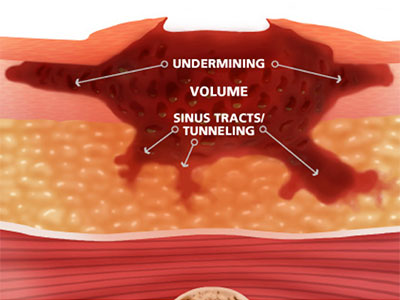 UNDERMINING
VOLUME
SINUS TRACTS/
TUNNELING